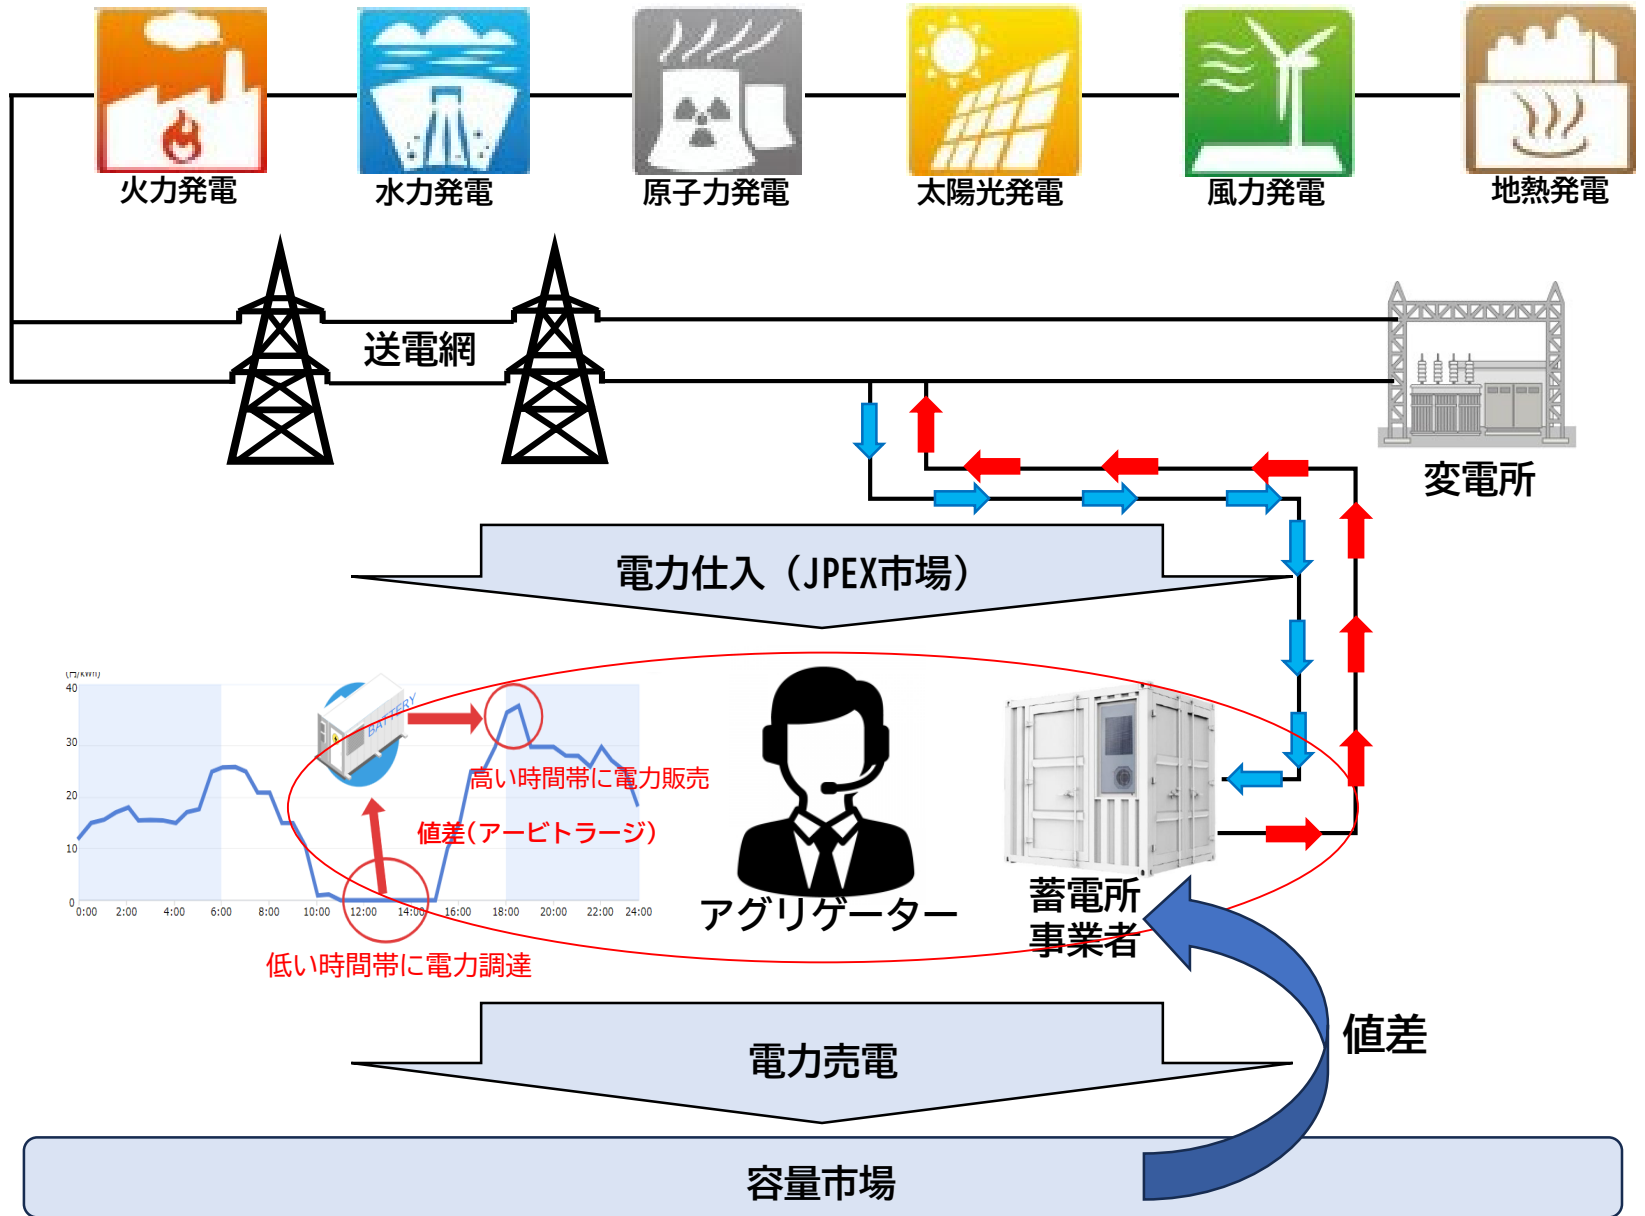 火力発電
水力発電
原子力発電
太陽光発電
風力発電
地熱発電
送電網
変電所
電力仕入（JPEX市場）
(円/kWh)
40
30
20
10
0
0:00
2:00
4:00
6:00
8:00
10:00
12:00
14:00
16:00
18:00
20:00
22:00
24:00
BATTERY
高い時間帯に電力販売
値差(アービトラージ)
低い時間帯に電力調達
アグリゲーター
蓄電所
事業者
電力売電
値差
容量市場